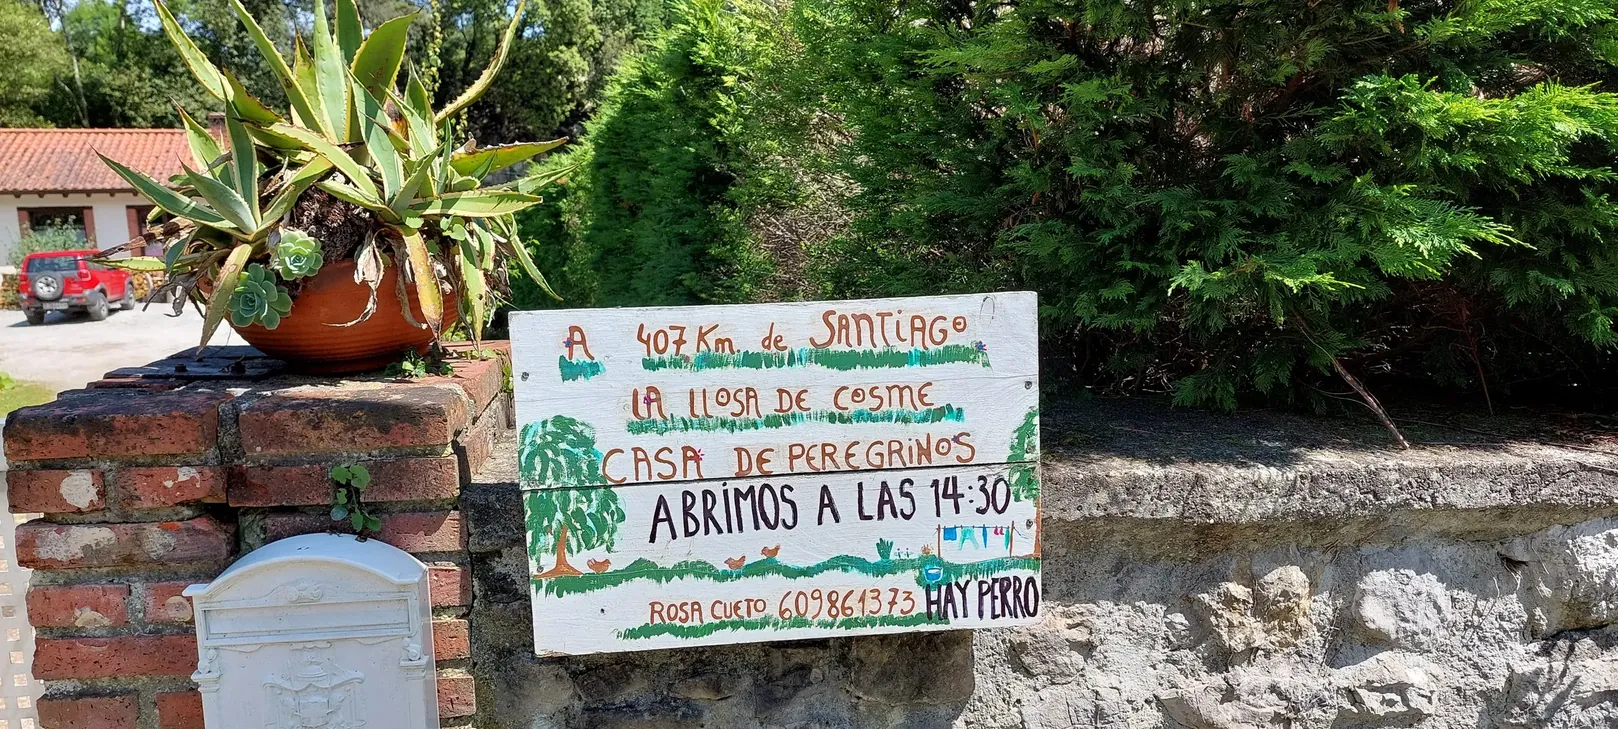 A 407 Km de SANTIAGO
LA LLOSA DE COSME
CASA DE PEREGRINOS
ABRIMOS A LAS 14:30
ROSA CUETO 609861373 HAY PERRO